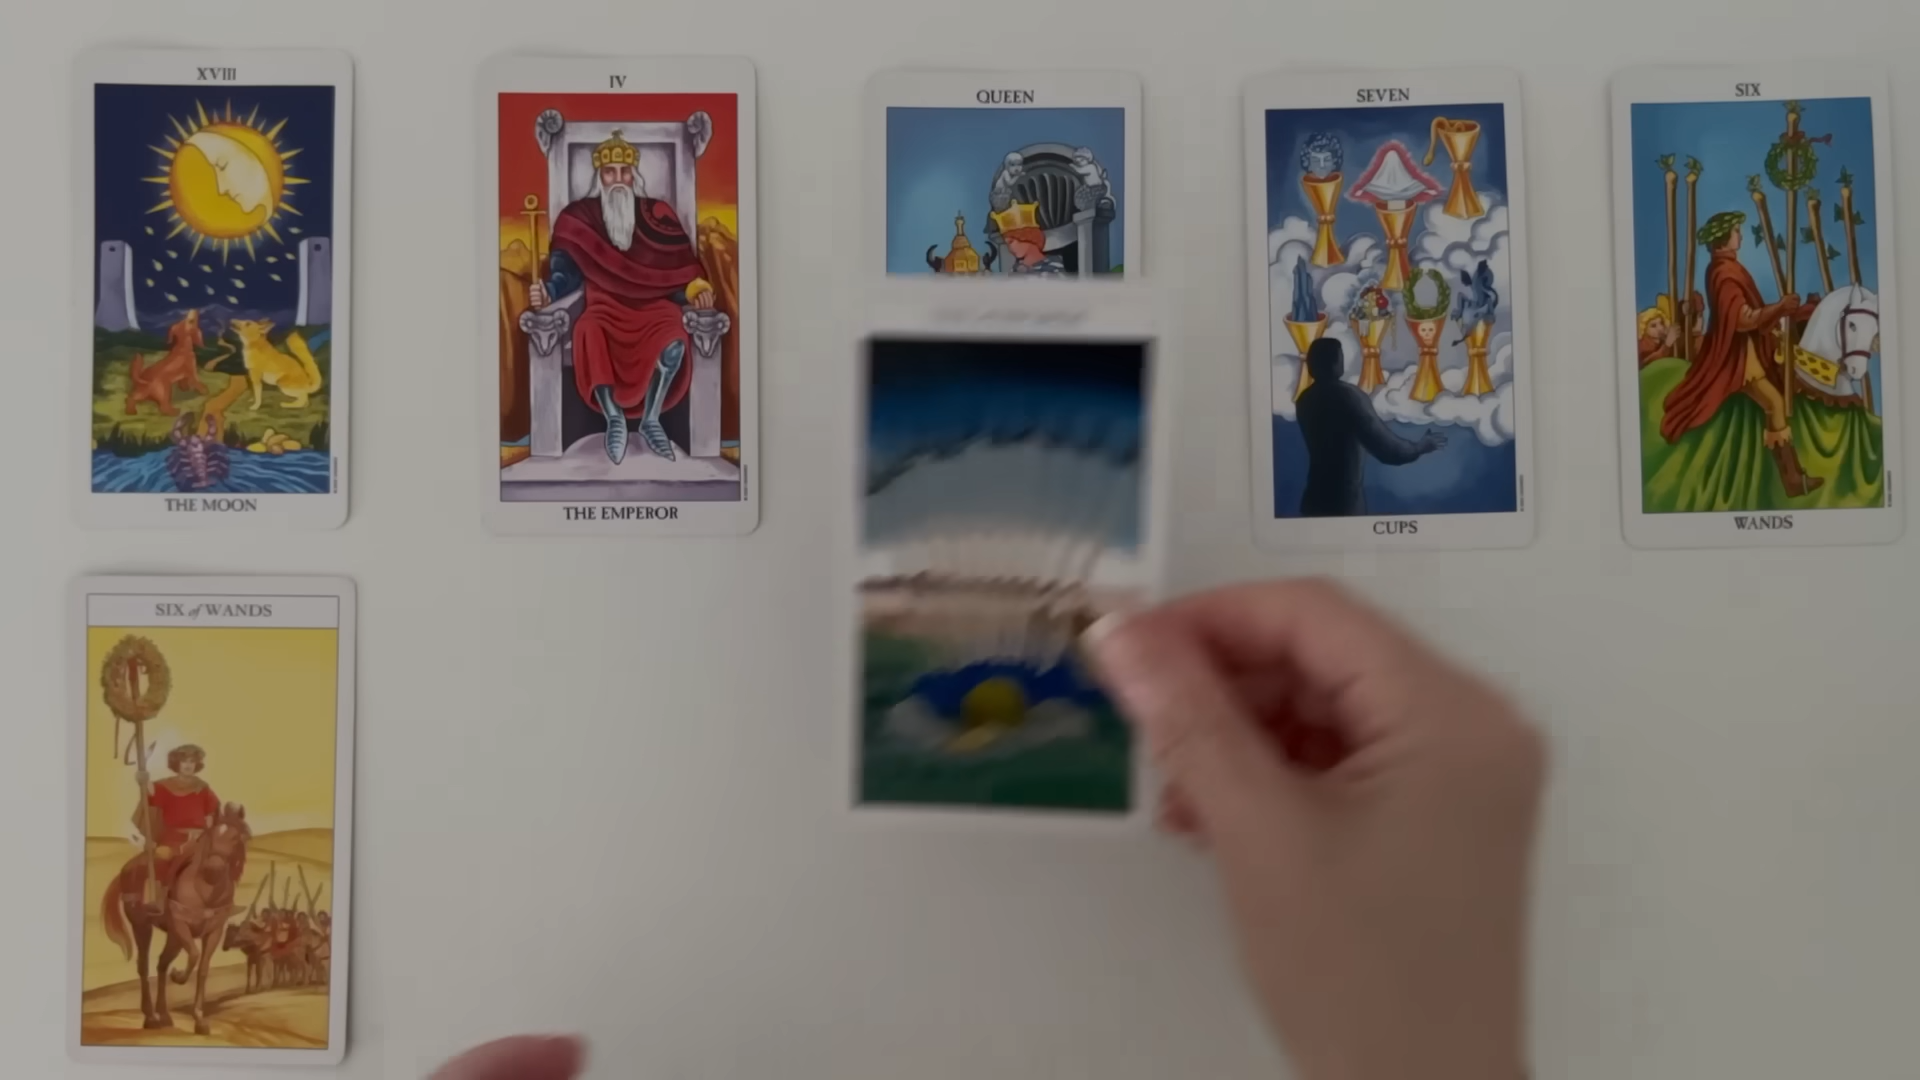 XVIII
THE MOON
IV
THE EMPEROR
QUEEN
SEVEN
CUPS
SIX
WANDS
SIX of WANDS